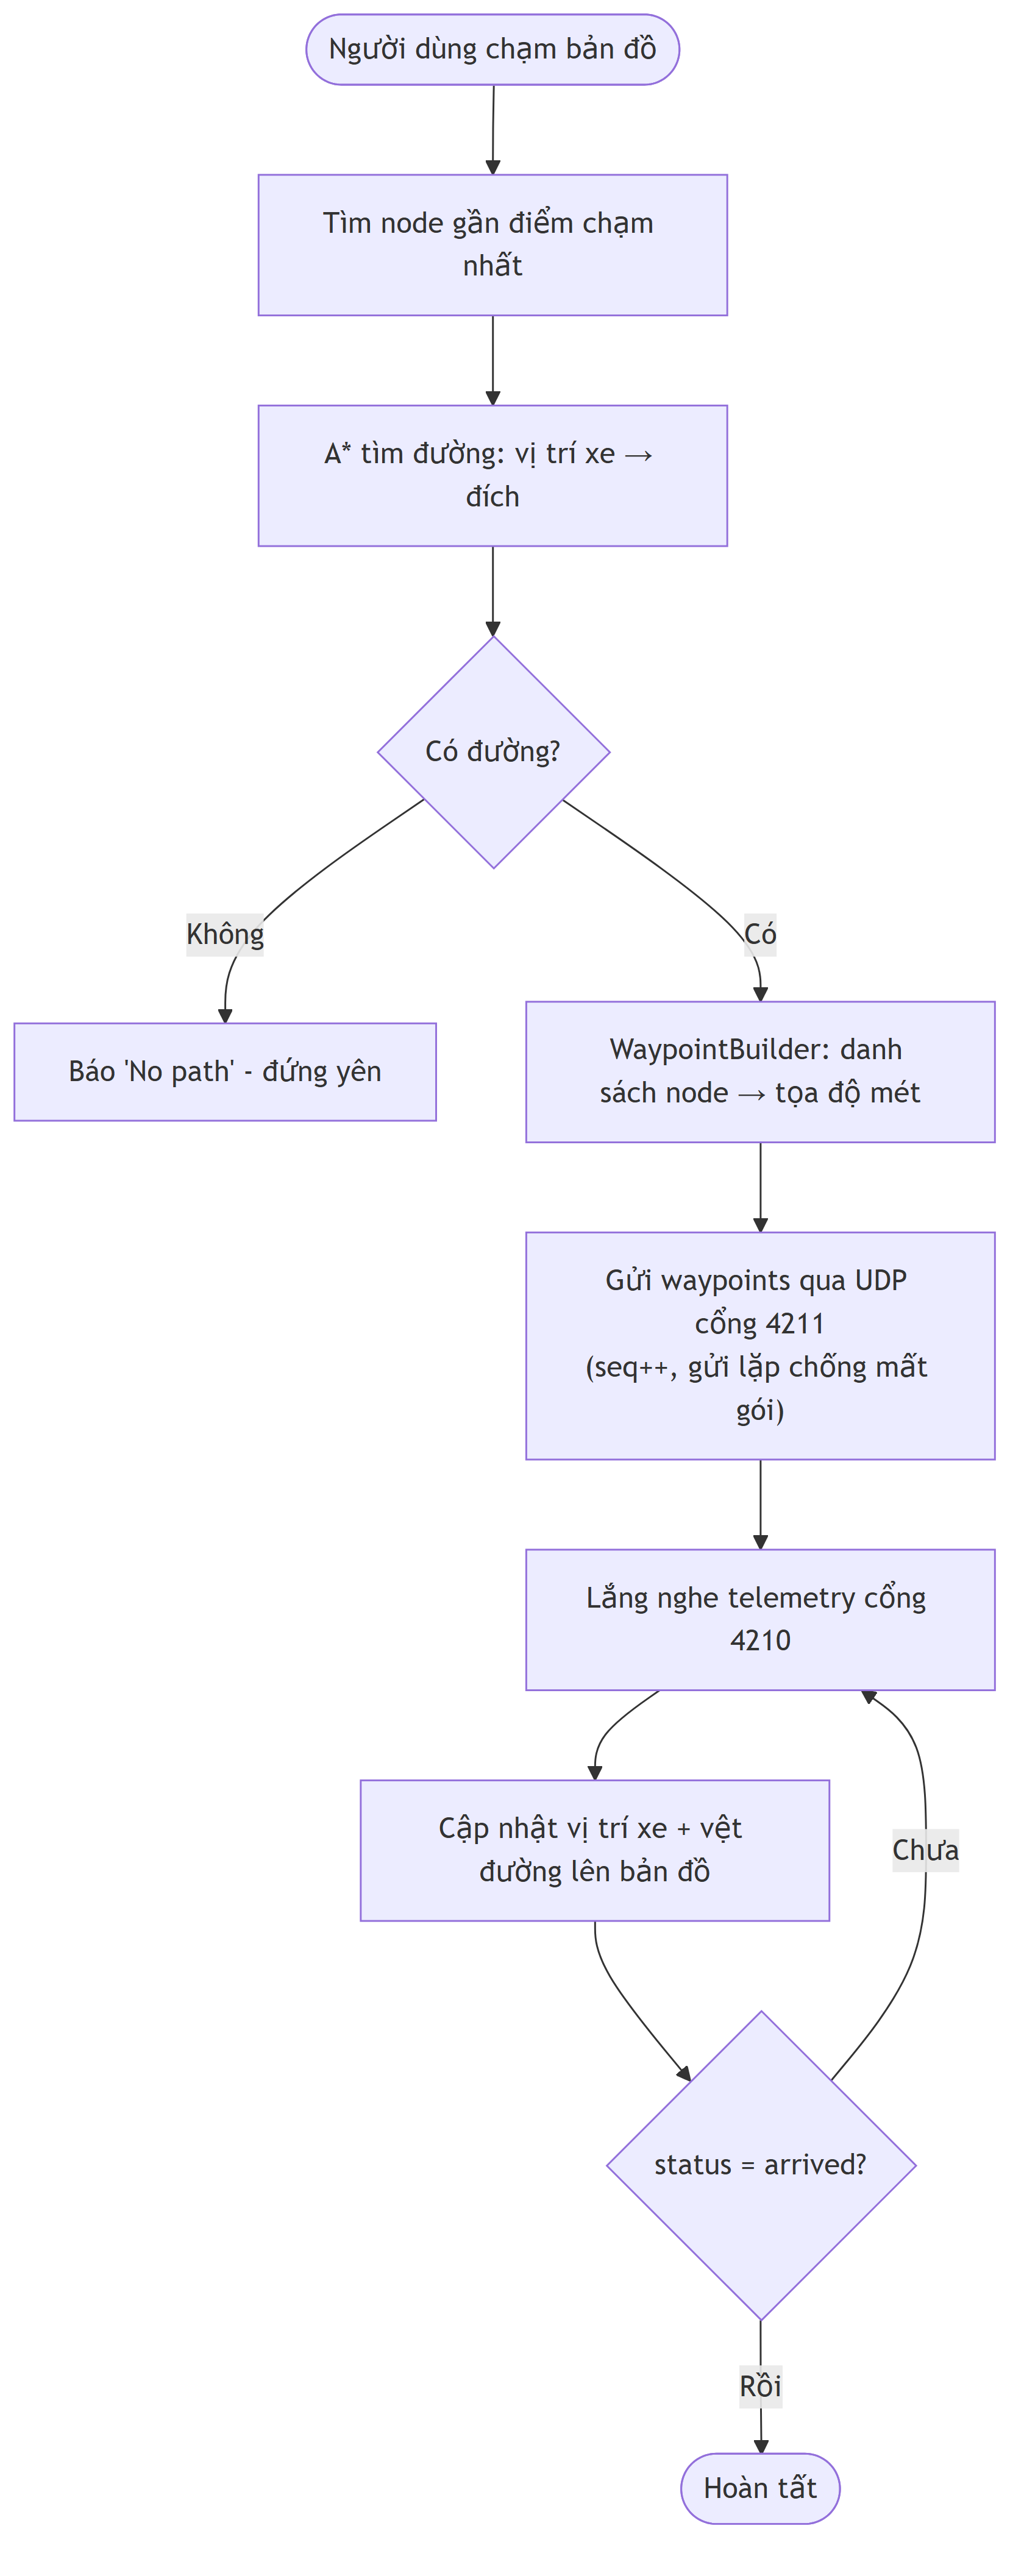 Người dùng chạm bản đồ
Tìm node gần điểm chạm
nhất
A* tìm đường: vị trí xe →
đích
Có đường?
Không
Có
Báo 'No path' - đứng yên
WaypointBuilder: danh
sách node → tọa độ mét
Gửi waypoints qua UDP
cổng 4211
(seq++, gửi lặp chống mất
gói)
Lắng nghe telemetry cổng
4210
Cập nhật vị trí xe + vệt
đường lên bản đồ
Chưa
status = arrived?
Rồi
Hoàn tất